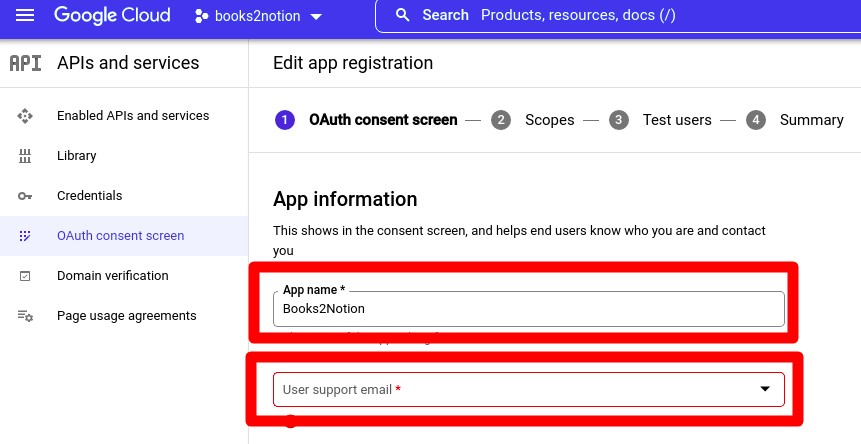 Google Cloud
books2notion
Search Products, resources, docs (/)
API APIs and services
Edit app registration
Enabled APIs and services
Library
Credentials
OAuth consent screen
Domain verification
Page usage agreements
1 OAuth consent screen — 2 Scopes — 3 Test users — 4 Summary
App information
This shows in the consent screen, and helps end users know who you are and contact
you
App name *
Books2Notion
User support email *